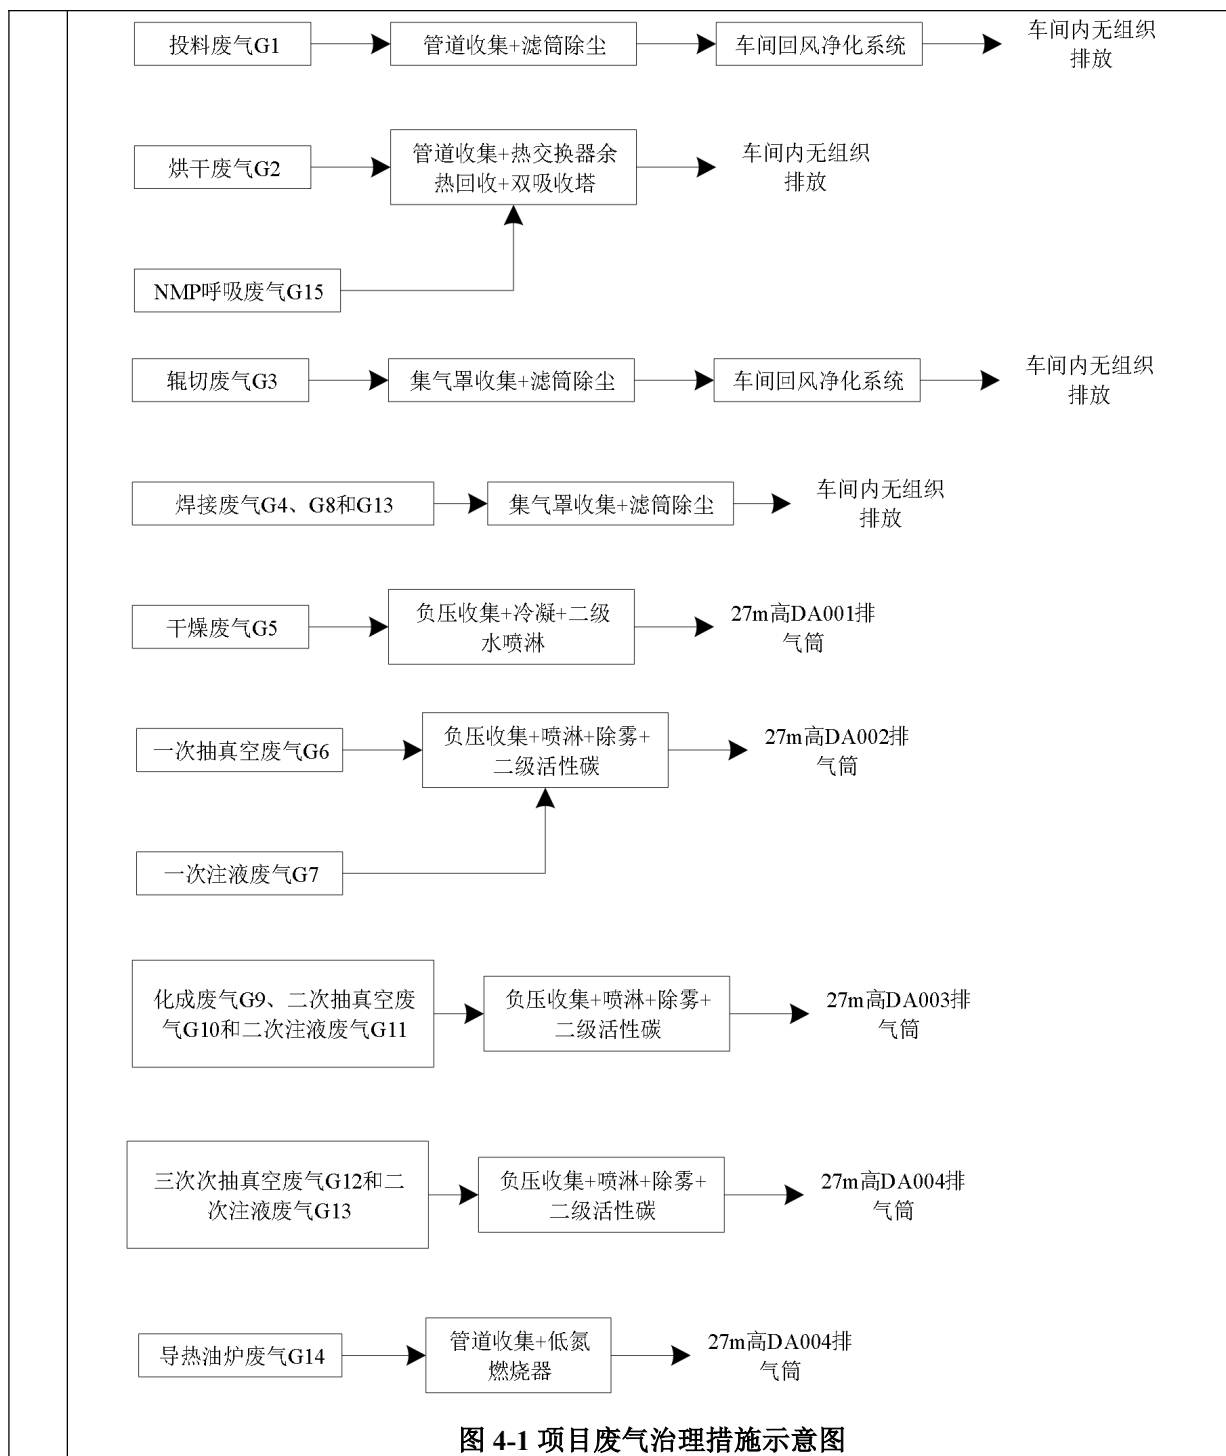 投料废气G1
管道收集+滤筒除尘
车间回风净化系统
车间内无组织
排放
烘干废气G2
管道收集+热交换器余
热回收+双吸收塔
车间内无组织
排放
NMP呼吸废气G15
辊切废气G3
集气罩收集+滤筒除尘
车间回风净化系统
车间内无组织
排放
焊接废气G4、G8和G13
集气罩收集+滤筒除尘
车间内无组织
排放
干燥废气G5
负压收集+冷凝+二级
水喷淋
27m高DA001排
气筒
一次抽真空废气G6
负压收集+喷淋+除雾+
二级活性碳
27m高DA002排
气筒
一次注液废气G7
化成废气G9、二次抽真空废
气G10和二次注液废气G11
负压收集+喷淋+除雾+
二级活性碳
27m高DA003排
气筒
三次次抽真空废气G12和二
次注液废气G13
负压收集+喷淋+除雾+
二级活性碳
27m高DA004排
气筒
导热油炉废气G14
管道收集+低氮
燃烧器
27m高DA004排
气筒
图 4-1 项目废气治理措施示意图